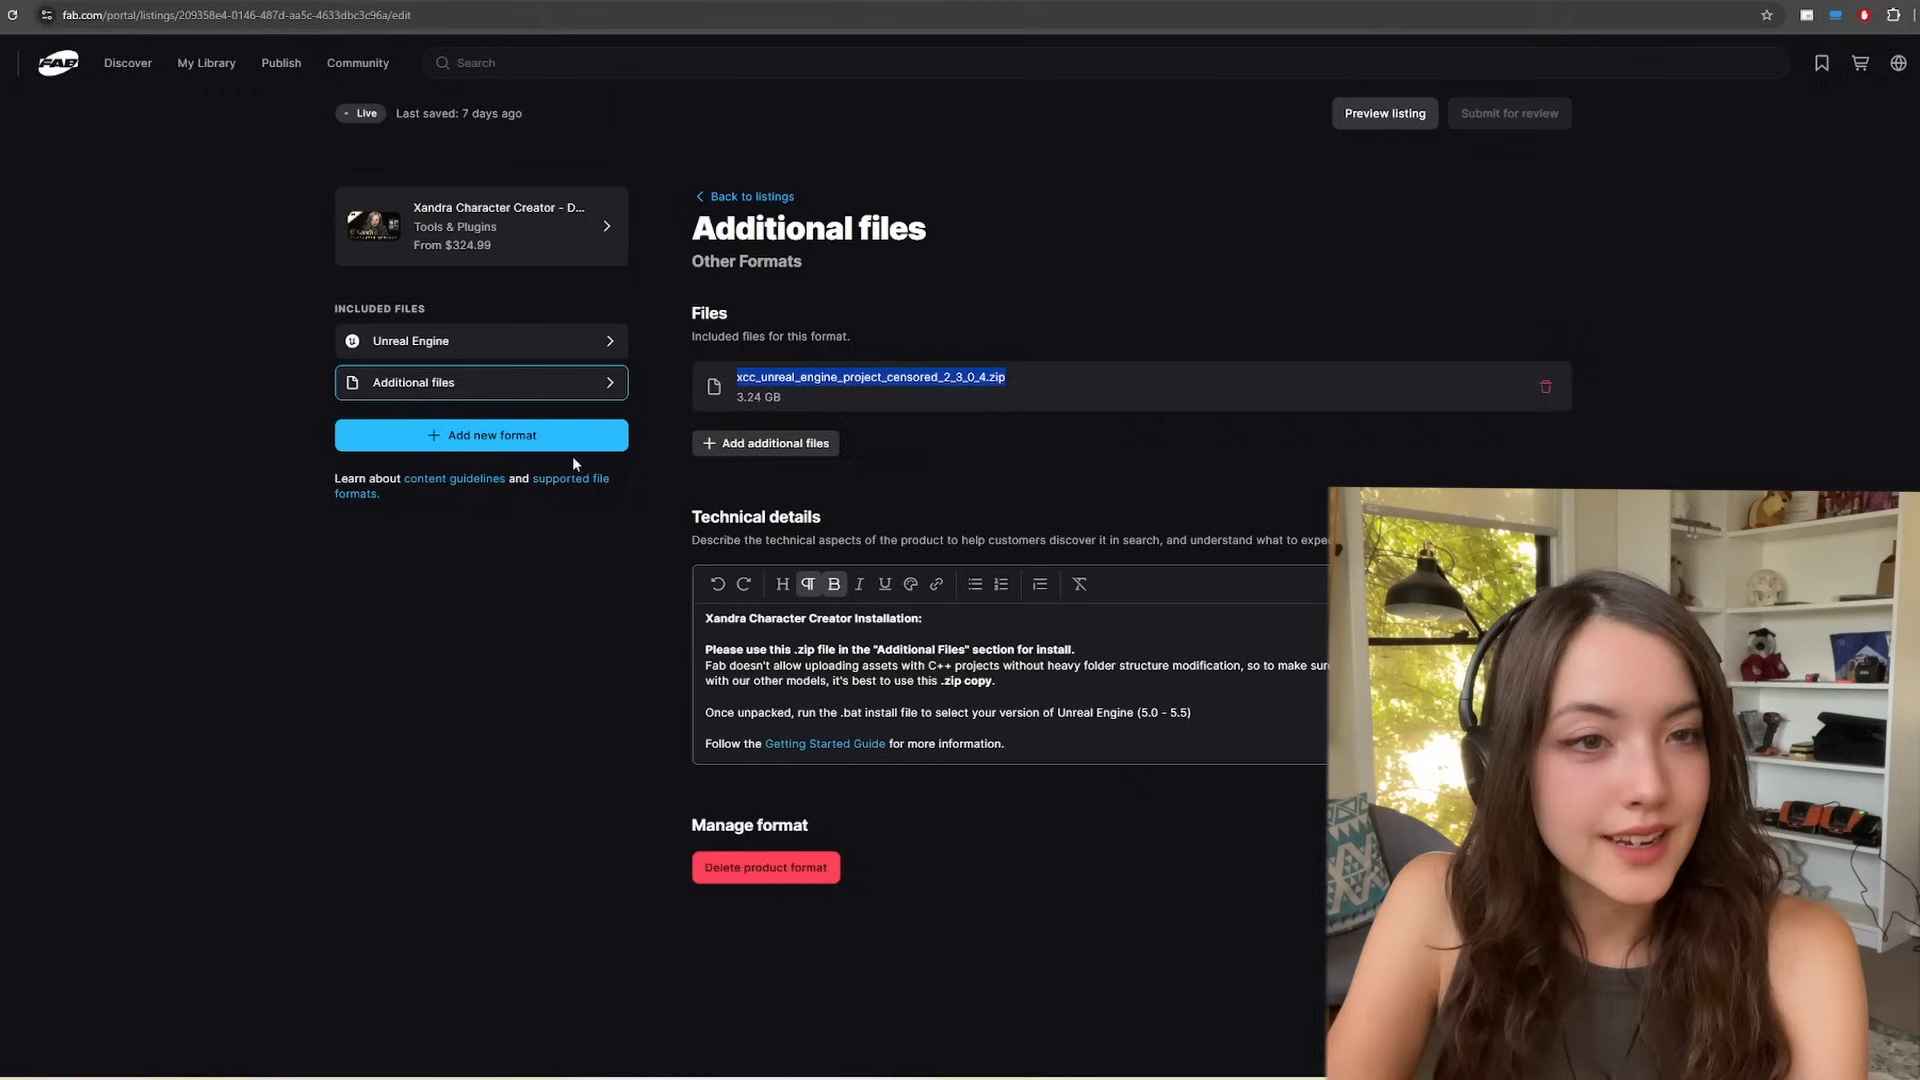 fab.com/portal/listings/209358e4-0146-487d-aa5c-4633dbc3c96a/edit
FAB
Discover
My Library
Publish
Community
Search
Live
Last saved: 7 days ago
Preview listing
Submit for review
Xandra Character Creator - D...
Tools & Plugins
From $324.99
INCLUDED FILES
Unreal Engine
Additional files
Add new format
Learn about content guidelines and supported file
formats.
Back to listings
Additional files
Other Formats
Files
Included files for this format.
xcc_unreal_engine_project_censored_2_3_0_4.zip
3.24 GB
Add additional files
Technical details
Describe the technical aspects of the product to help customers discover it in search, and understand what to expe
H B I U
Xandra Character Creator Installation:
Please use this .zip file in the "Additional Files" section for install.
Fab doesn't allow uploading assets with C++ projects without heavy folder structure modification, so to make sure
with our other models, it's best to use this .zip copy.
Once unpacked, run the .bat install file to select your version of Unreal Engine (5.0 - 5.5)
Follow the Getting Started Guide for more information.
Manage format
Delete product format